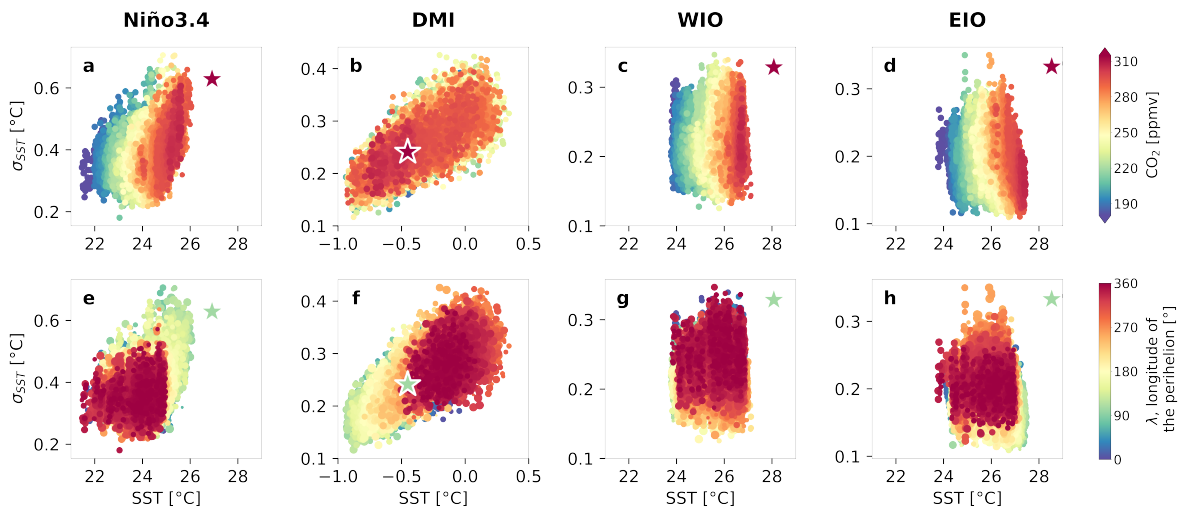 Niño3.4 DMI WIO EIO
a b c d
σSST [°C]
0.6 0.4 0.2
0.4 0.3 0.2 0.1
0.3 0.2 0.1
0.3 0.2 0.1
22 24 26 28
−1.0 −0.5 0.0 0.5
22 24 26 28
22 24 26 28
310 280 250 220 190
CO₂ [ppmv]
e f g h
σSST [°C]
0.6 0.4 0.2
0.4 0.3 0.2 0.1
0.3 0.2 0.1
0.3 0.2 0.1
22 24 26 28
−1.0 −0.5 0.0 0.5
22 24 26 28
22 24 26 28
SST [°C] SST [°C] SST [°C] SST [°C]
360 270 180 90 0
λ, longitude of
the perihelion [°]